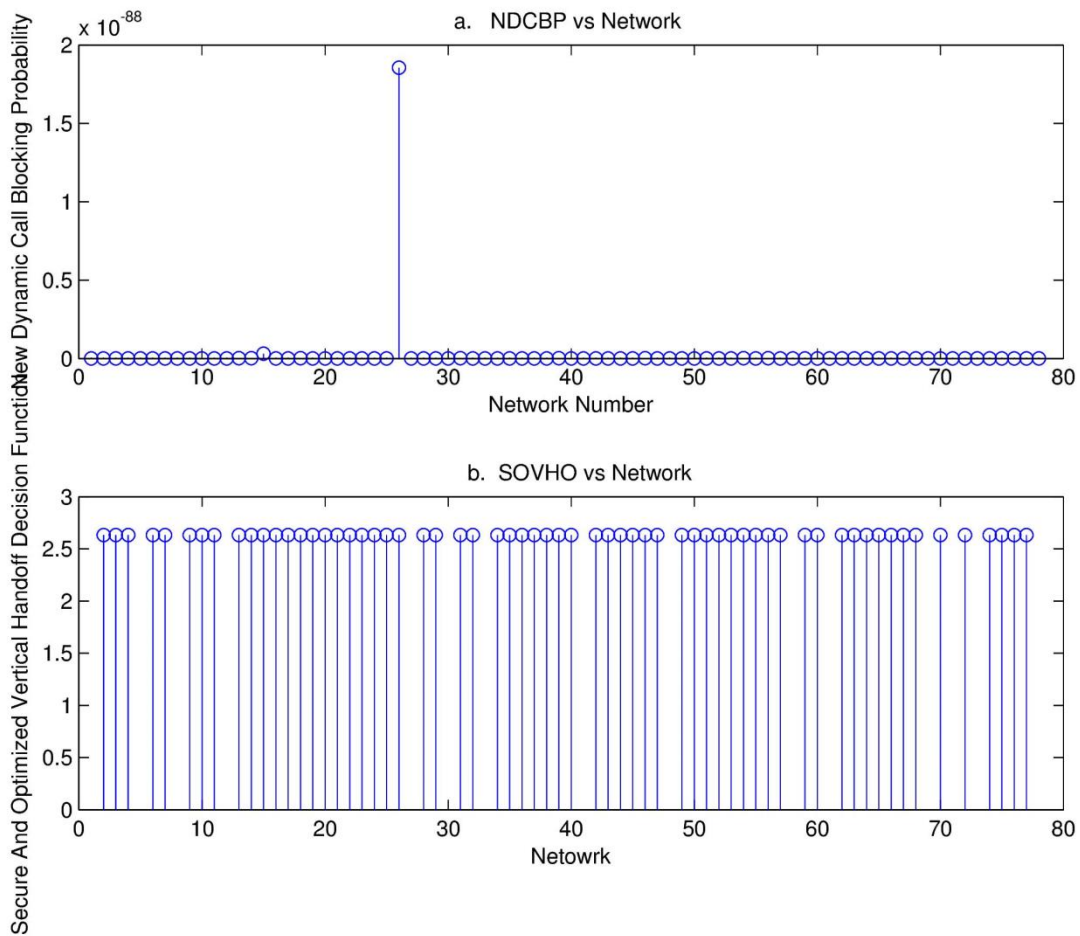 a. NDCBP vs Network
x 10-88
2
1.5
1
0.5
0
New Dynamic Call Blocking Probability
10 20 30 40 50 60 70 80
Network Number
b. SOVHO vs Network
3
2.5
2
1.5
1
0.5
0
Secure And Optimized Vertical Handoff Decision Function
0 10 20 30 40 50 60 70 80
Netowrk